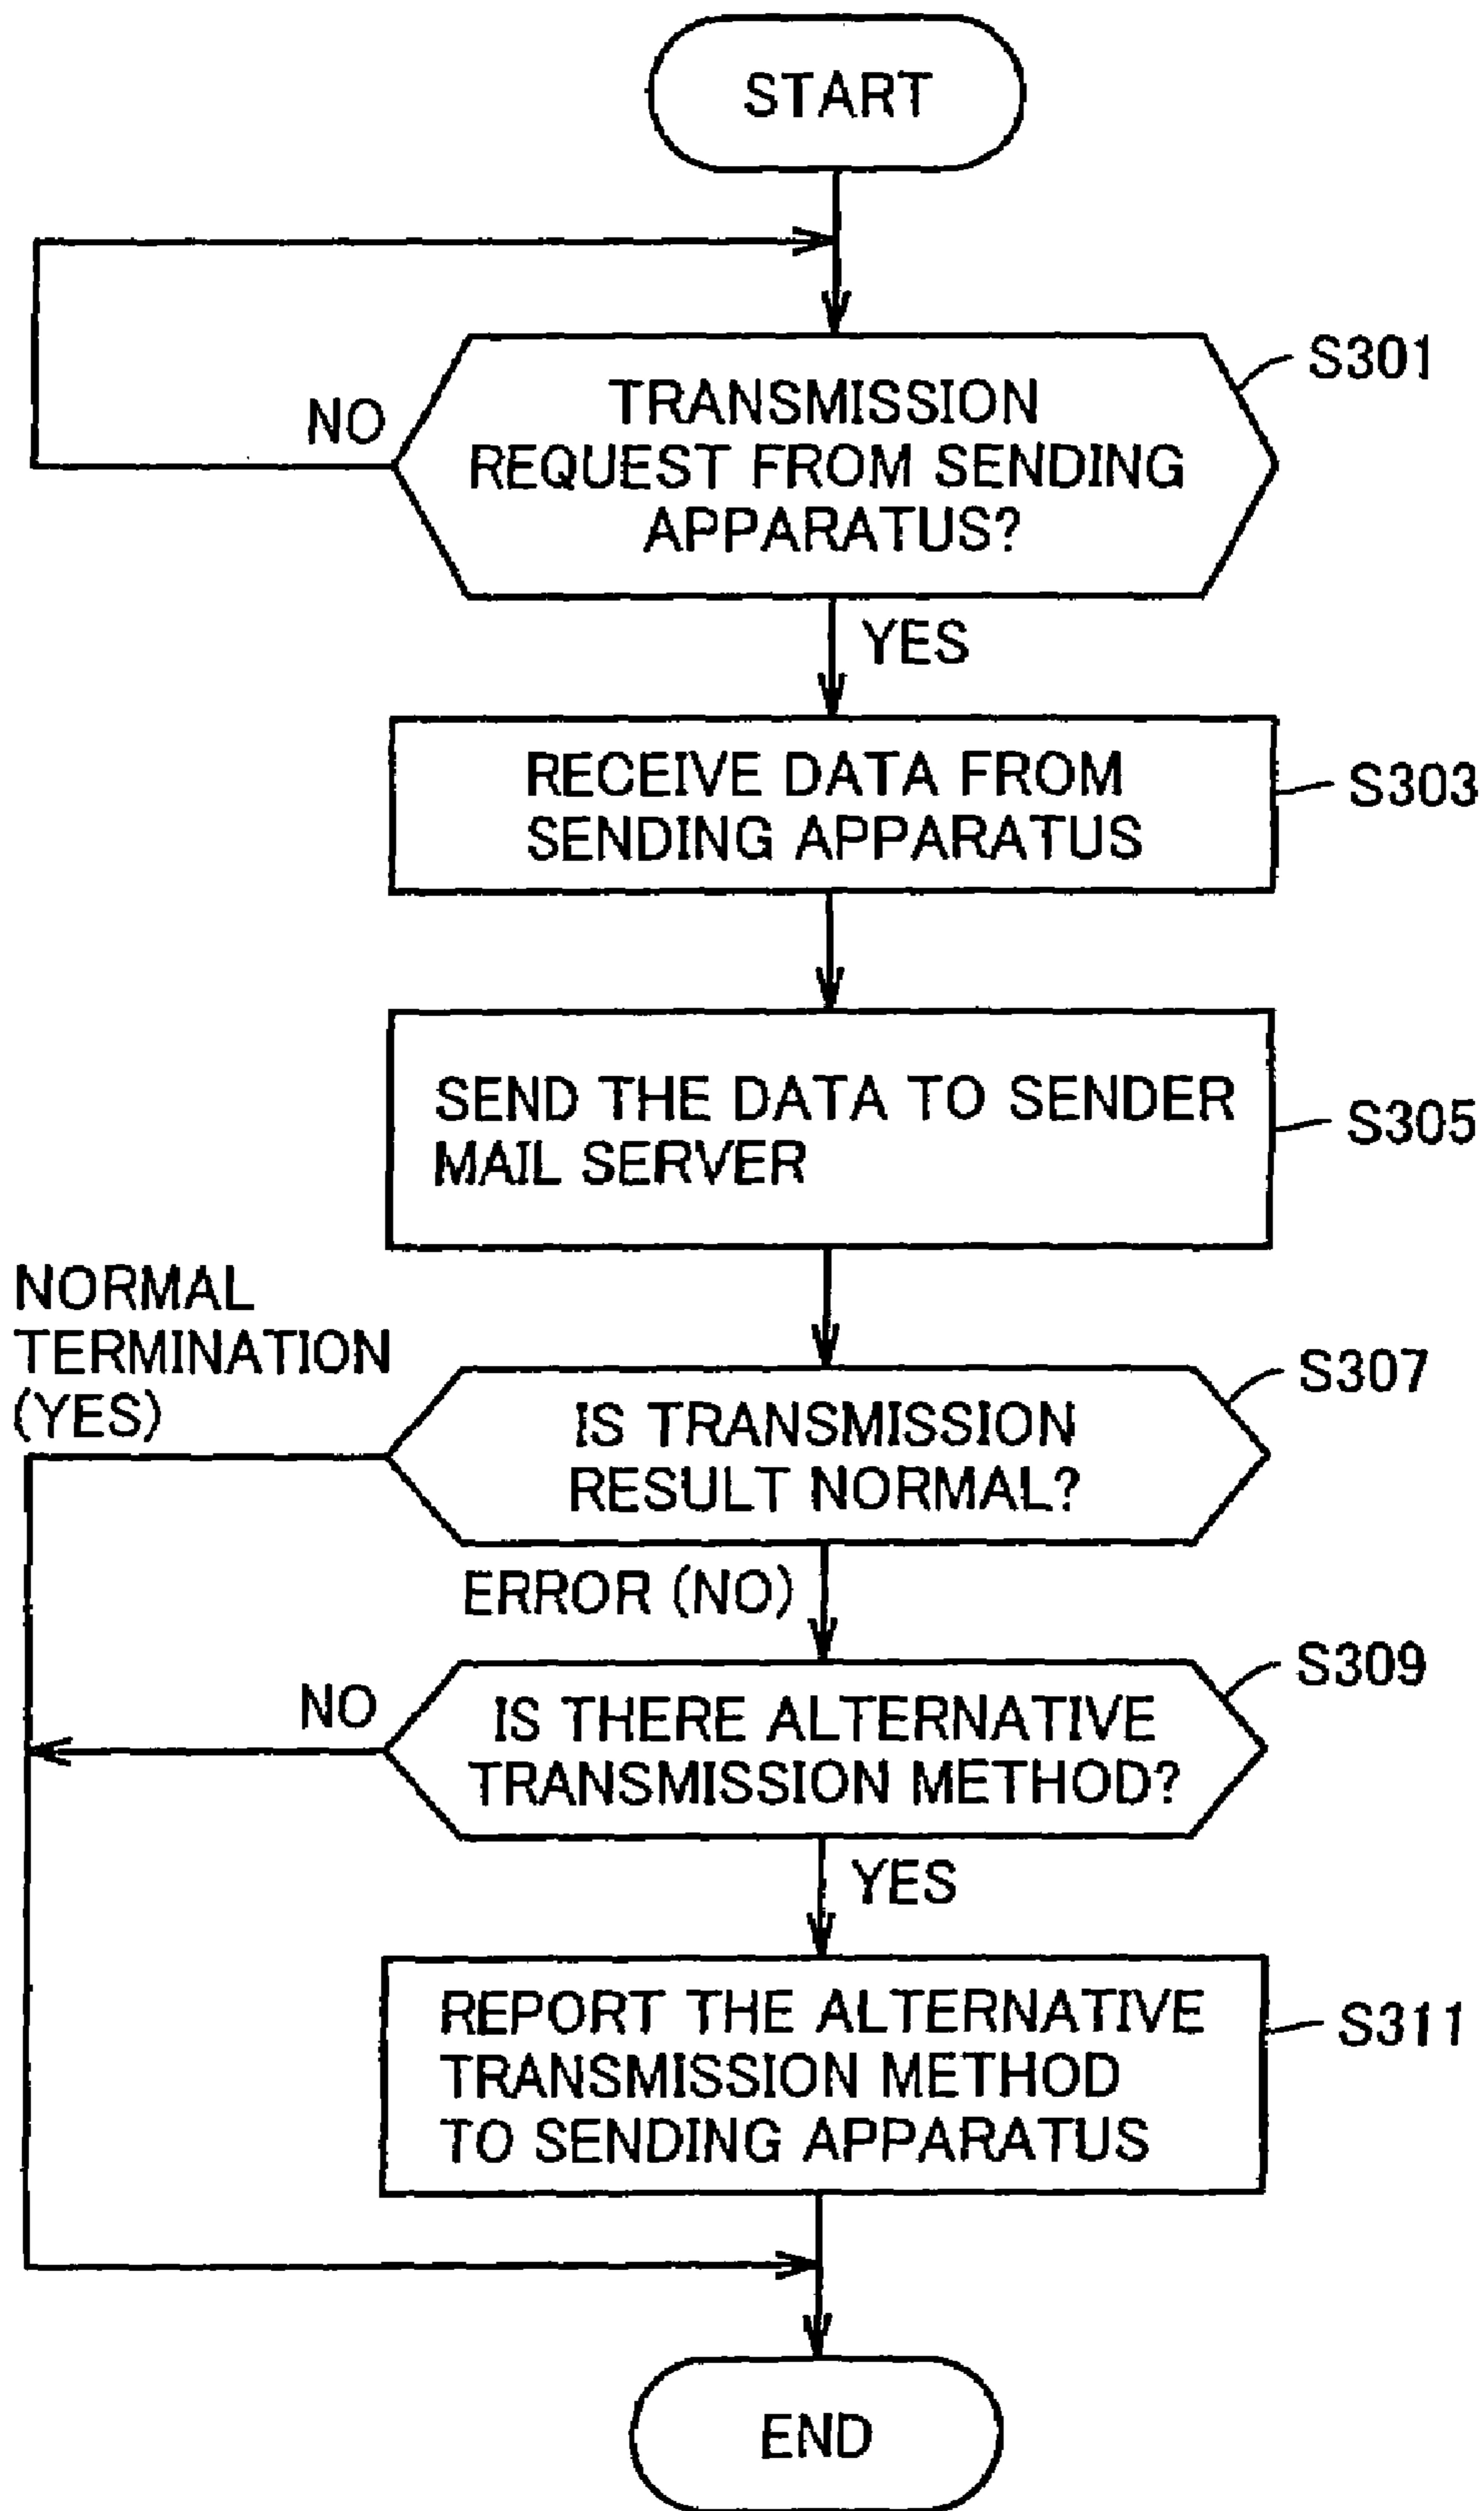 START
S301
NO
TRANSMISSION
REQUEST FROM SENDING
APPARATUS?
YES
RECEIVE DATA FROM
SENDING APPARATUS
S303
SEND THE DATA TO SENDER
MAIL SERVER
S305
NORMAL
TERMINATION
(YES)
S307
IS TRANSMISSION
RESULT NORMAL?
ERROR (NO)
S309
NO
IS THERE ALTERNATIVE
TRANSMISSION METHOD?
YES
REPORT THE ALTERNATIVE
TRANSMISSION METHOD
TO SENDING APPARATUS
S311
END